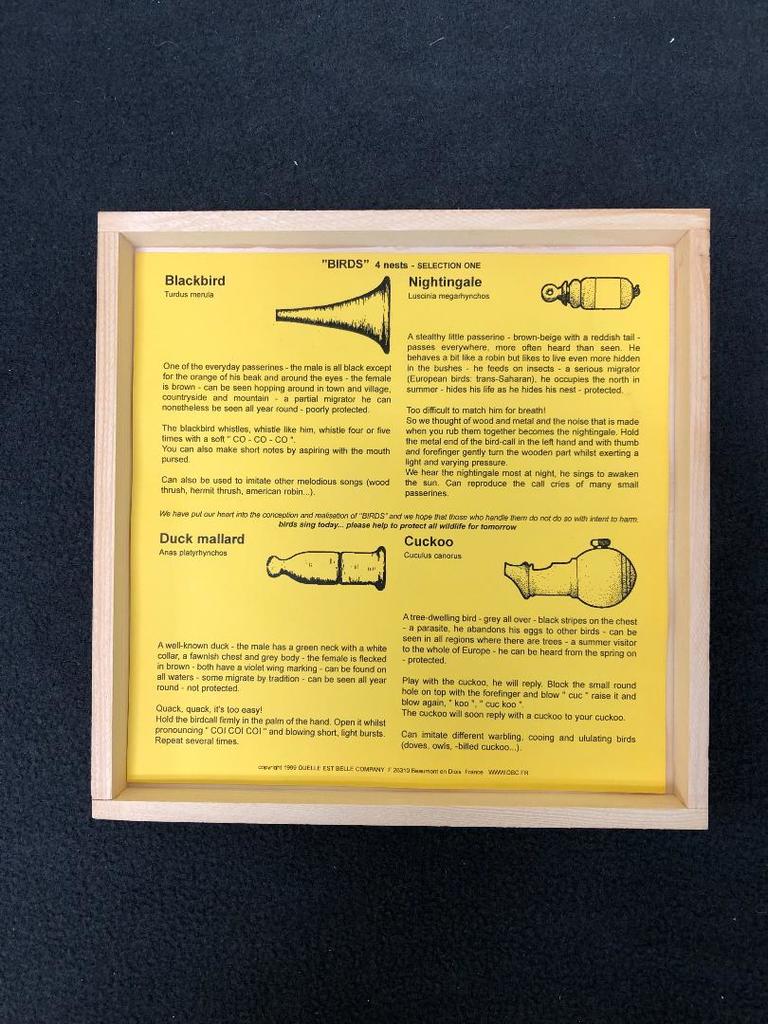 "BIRDS" 4 nests - SELECTION ONE
Blackbird
Turdus merula
One of the everyday passerines - the male is all black except
for the orange of his beak and around the eyes - the female
is brown - can be seen hopping around in town and village,
countryside and mountain - a partial migrator he can
nonetheless be seen all year round - poorly protected.
The blackbird whistles, whistle like him, whistle four or five
times with a soft " CO - CO - CO ".
You can also make short notes by aspiring with the mouth
pursed.
Can also be used to imitate other melodious songs (wood
thrush, hermit thrush, american robin...).
Nightingale
Luscinia megarhynchos
A stealthy little passerine - brown-beige with a reddish tail -
passes everywhere, more often heard than seen. He
behaves a bit like a robin but likes to live even more hidden
in the bushes - he feeds on insects - a serious migrator
(European birds: trans-Saharan), he occupies the north in
summer - hides his life as he hides his nest - protected.
Too difficult to match him for breath!
So we thought of wood and metal and the noise that is made
when you rub them together becomes the nightingale. Hold
the metal end of the bird-call in the left hand and with thumb
and forefinger gently turn the wooden part whilst exerting a
light and varying pressure.
We hear the nightingale most at night, he sings to awaken
the sun. Can reproduce the call cries of many small
passerines.
We have put our heart into the conception and realisation of "BIRDS" and we hope that those who handle them do not do so with intent to harm.
birds sing today... please help to protect all wildlife for tomorrow
Duck mallard
Anas platyrhynchos
A well-known duck - the male has a green neck with a white
collar, a fawnish chest and grey body - the female is flecked
in brown - both have a violet wing marking - can be found on
all waters - some migrate by tradition - can be seen all year
round - not protected.
Quack, quack, it's too easy!
Hold the birdcall firmly in the palm of the hand. Open it whilst
pronouncing " COI COI COI " and blowing short, light bursts.
Repeat several times.
Cuckoo
Cuculus canorus
A tree-dwelling bird - grey all over - black stripes on the chest
- a parasite, he abandons his eggs to other birds - can be
seen in all regions where there are trees - a summer visitor
to the whole of Europe - he can be heard from the spring on
- protected.
Play with the cuckoo, he will reply. Block the small round
hole on top with the forefinger and blow " cuc " raise it and
blow again, " koo ", " cuc koo ".
The cuckoo will soon reply with a cuckoo to your cuckoo.
Can imitate different warbling, cooing and ululating birds
(doves, owls, -billed cuckoo...).
copyright 1999 QUELLE EST BELLE COMPANY F 26310 Beaumont en Diois France WWW.QBC.FR